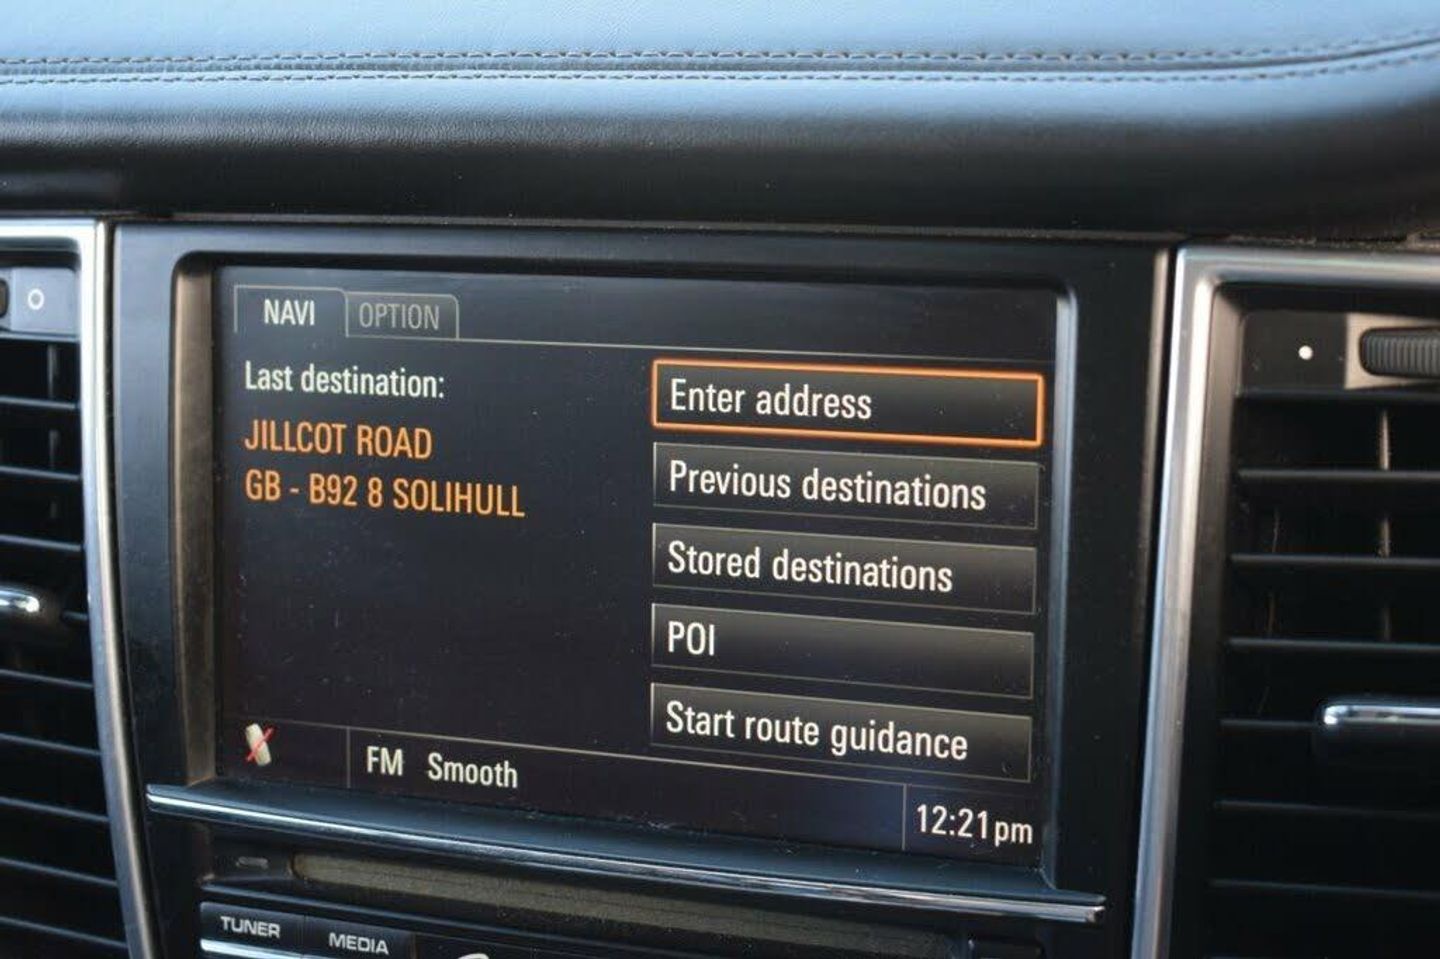 NAVI OPTION
Last destination:
JILLCOT ROAD
GB - B92 8 SOLIHULL
Enter address
Previous destinations
Stored destinations
POI
Start route guidance
FM Smooth
12:21pm
TUNER MEDIA